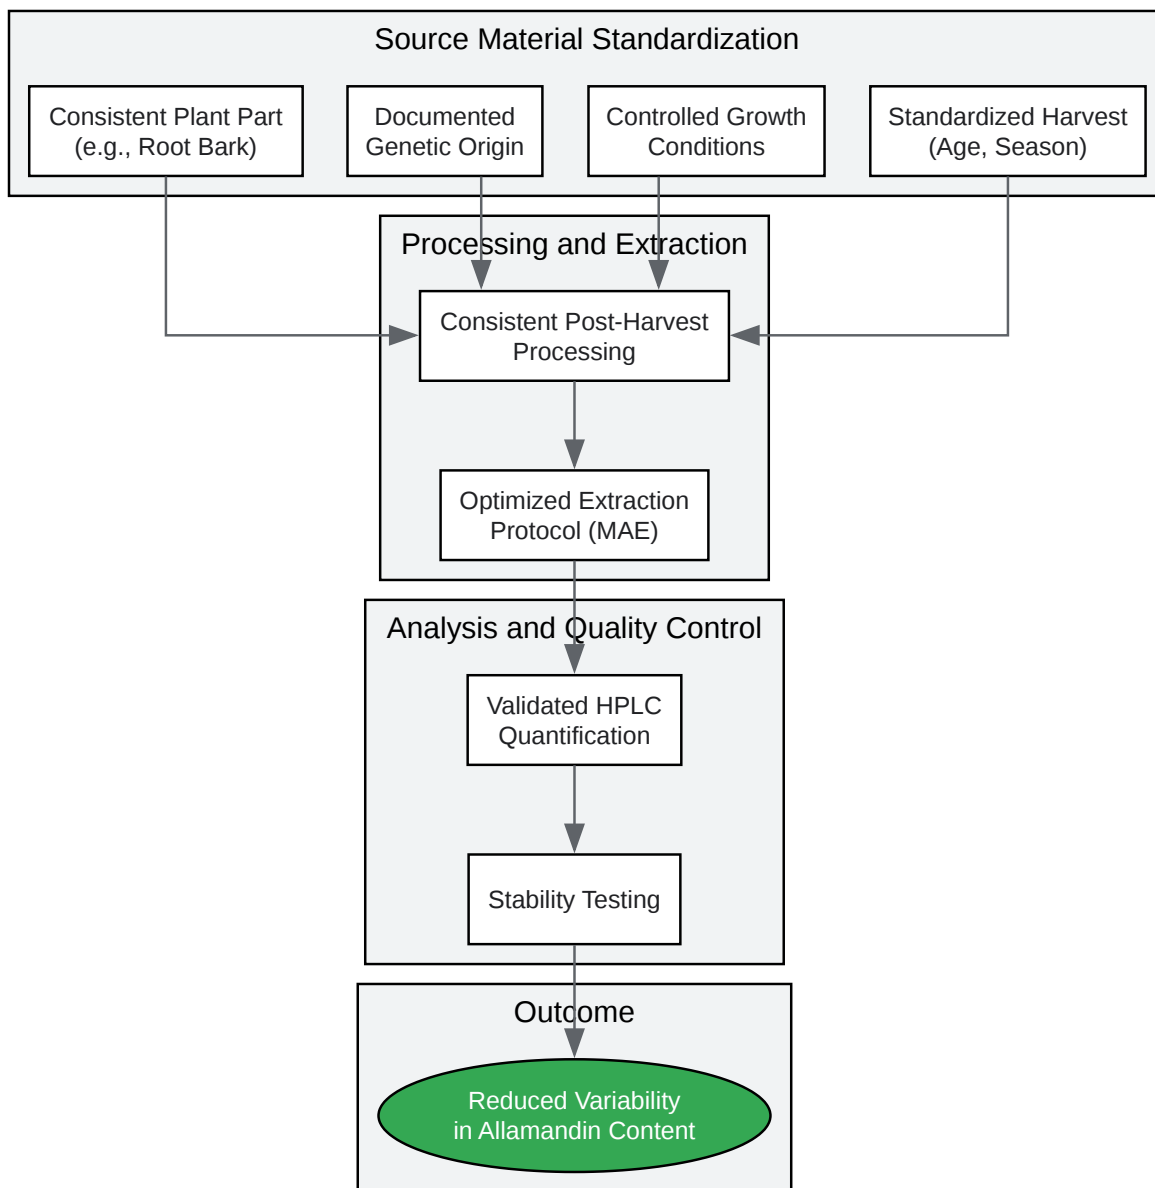 Source Material Standardization
Consistent Plant Part
(e.g., Root Bark)
Documented
Genetic Origin
Controlled Growth
Conditions
Standardized Harvest
(Age, Season)
Processing and Extraction
Consistent Post-Harvest
Processing
Optimized Extraction
Protocol (MAE)
Analysis and Quality Control
Validated HPLC
Quantification
Stability Testing
Outcome
Reduced Variability
in Allamandin Content